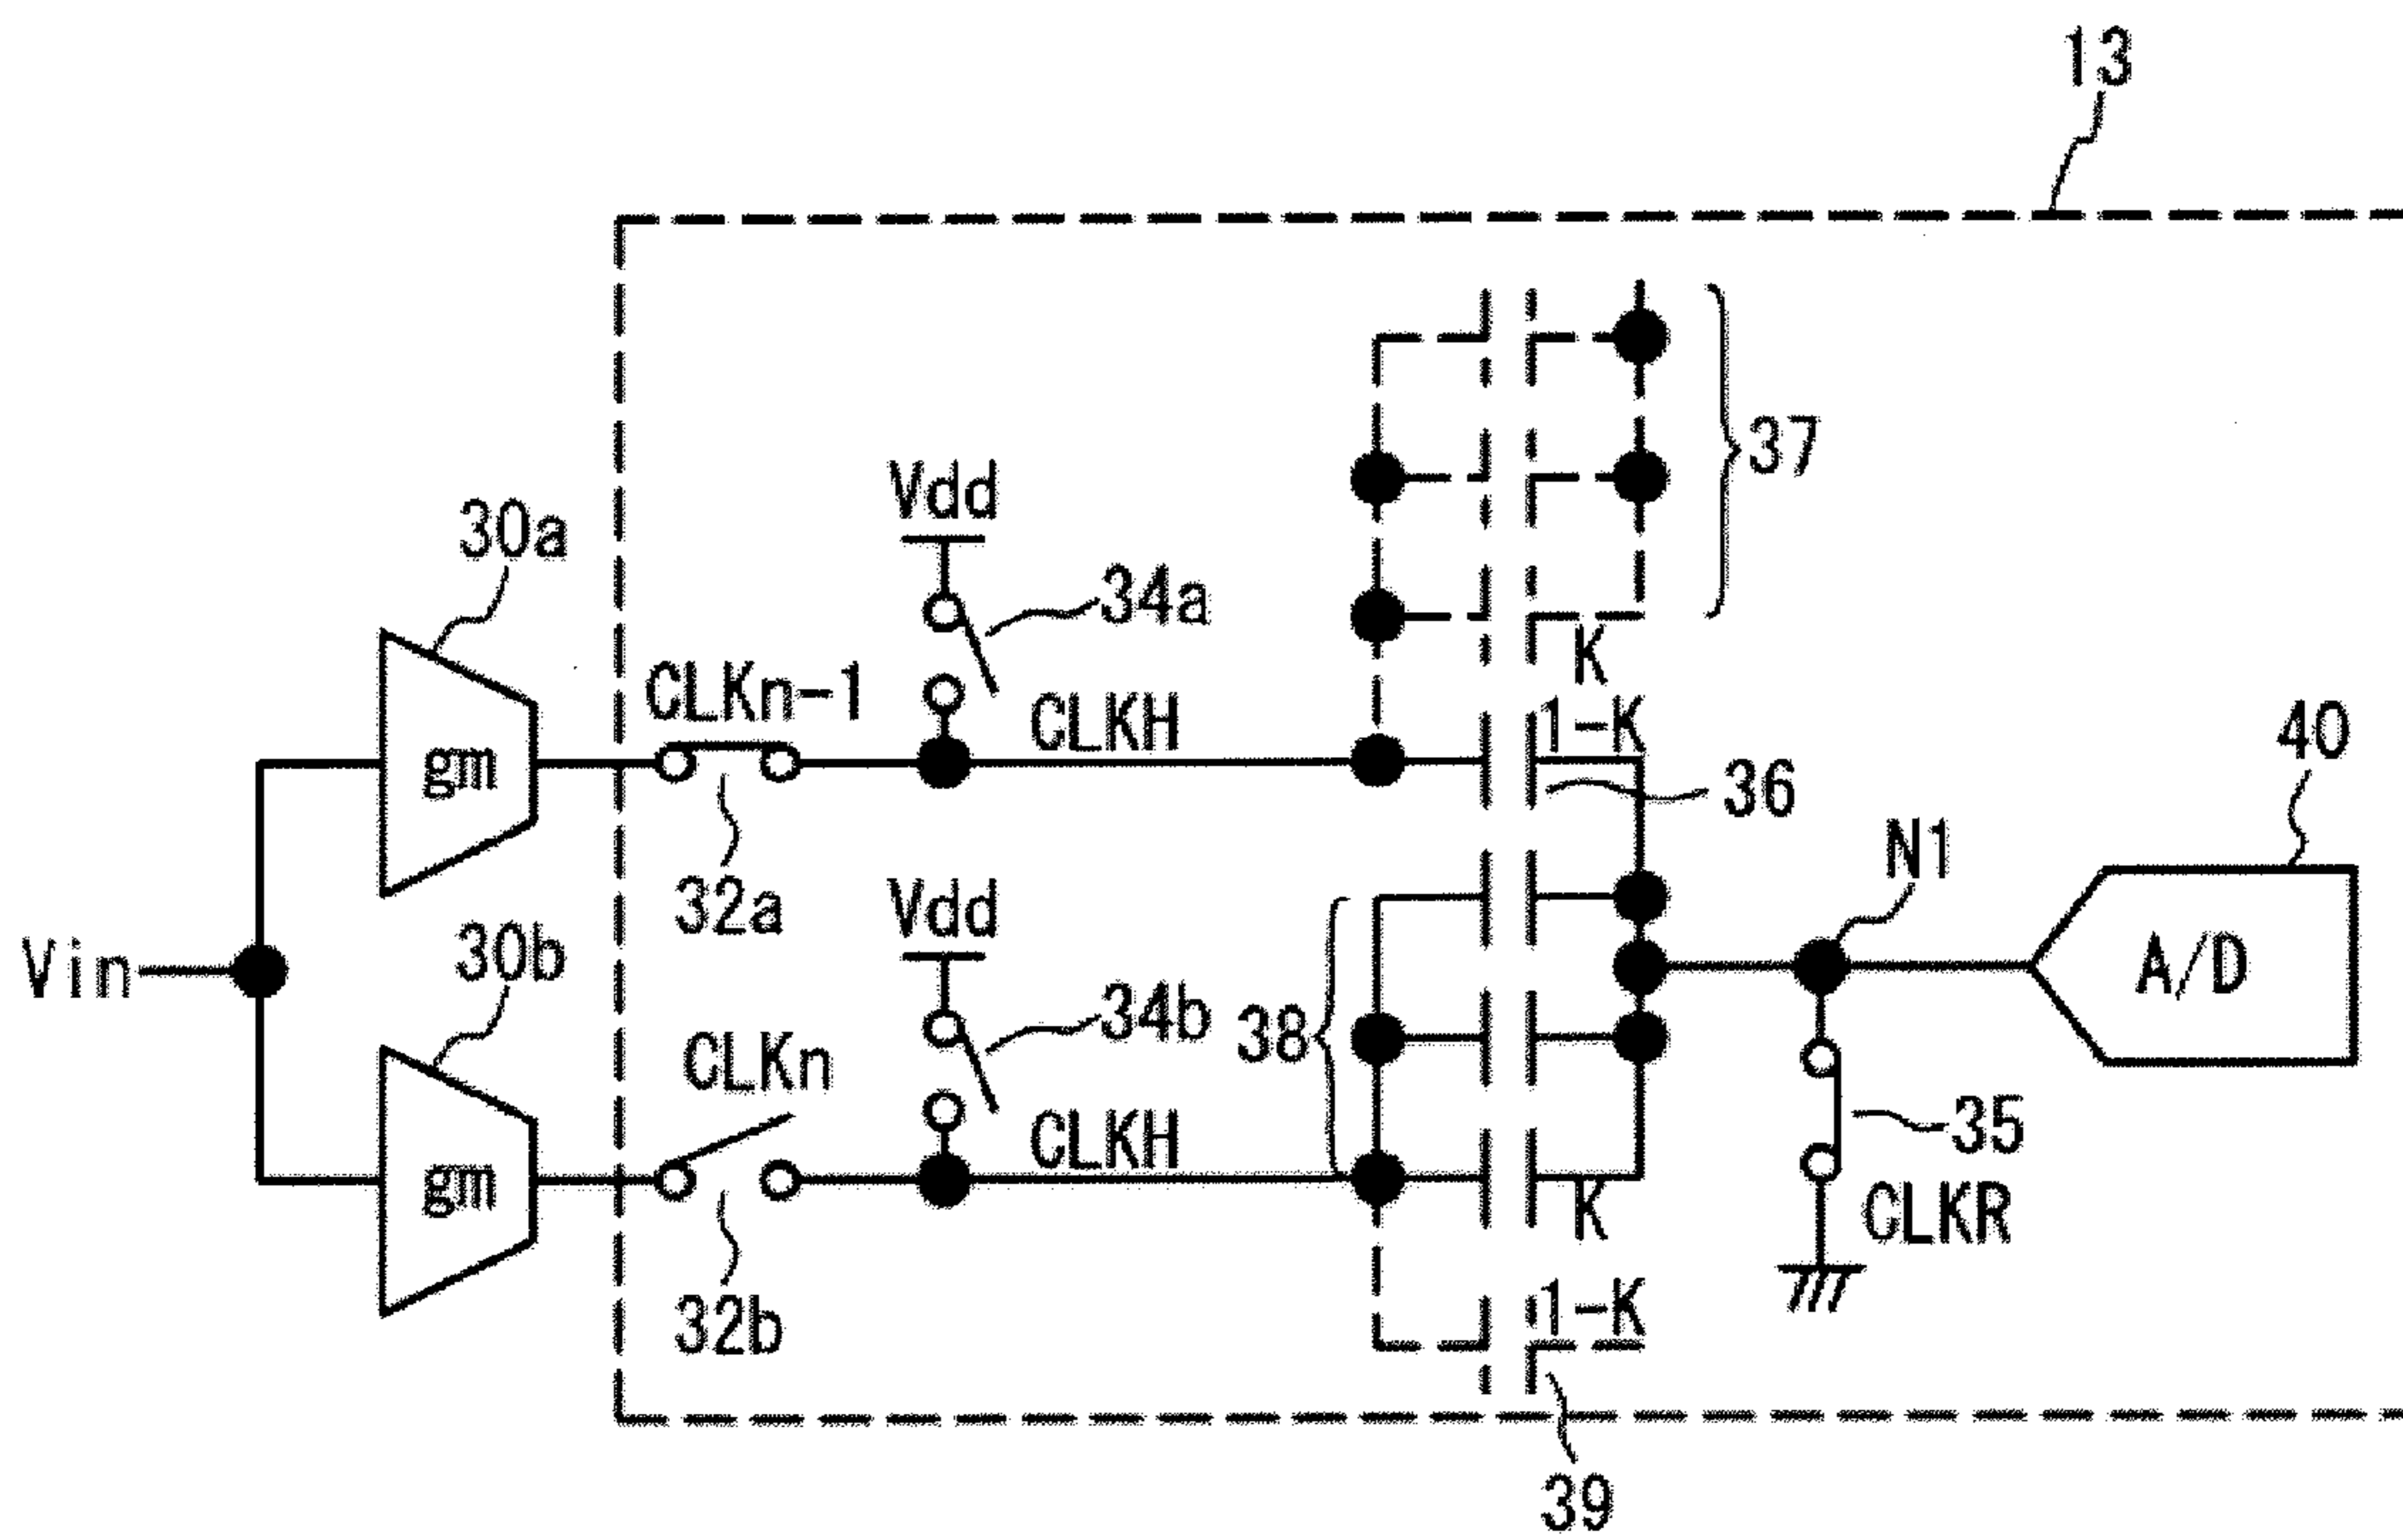 13
37
Vdd
30a
34a
K
CLKn-1
CLKH
1-K
gm
36
40
32a
Vdd
N1
30b
Vin
A/D
34b
38
CLKn
35
CLKH
gm
K
CLKR
1-K
32b
39